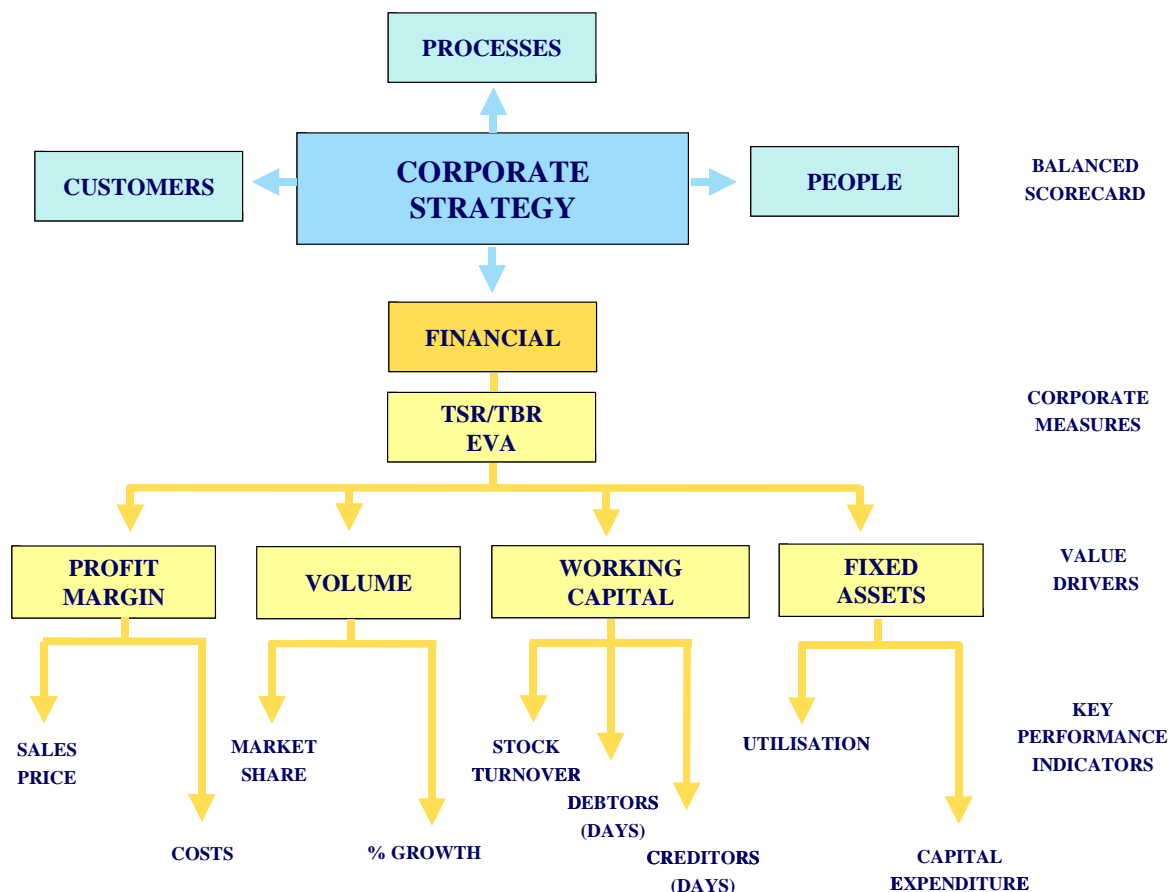 PROCESSES
CUSTOMERS
CORPORATE
STRATEGY
PEOPLE
BALANCED
SCORECARD
FINANCIAL
TSR/TBR
EVA
CORPORATE
MEASURES
PROFIT
MARGIN
VOLUME
WORKING
CAPITAL
FIXED
ASSETS
VALUE
DRIVERS
SALES
PRICE
COSTS
MARKET
SHARE
% GROWTH
STOCK
TURNOVER
DEBTORS
(DAYS)
CREDITORS
(DAYS)
UTILISATION
CAPITAL
EXPENDITURE
KEY
PERFORMANCE
INDICATORS